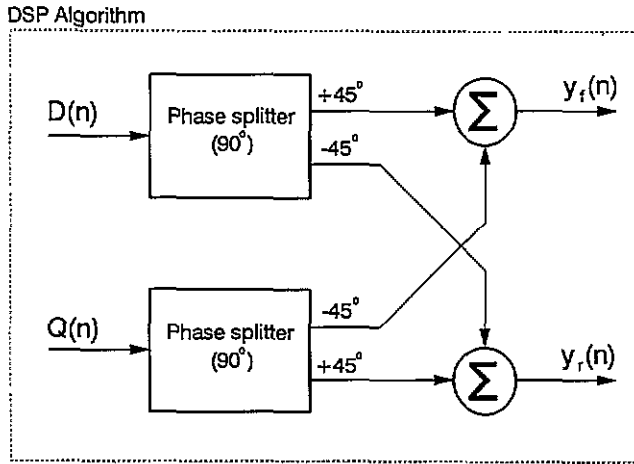 DSP Algorithm
D(n)
Phase splitter
(90°)
+45°
-45°
Σ
y_f(n)
Q(n)
Phase splitter
(90°)
-45°
+45°
Σ
y_r(n)